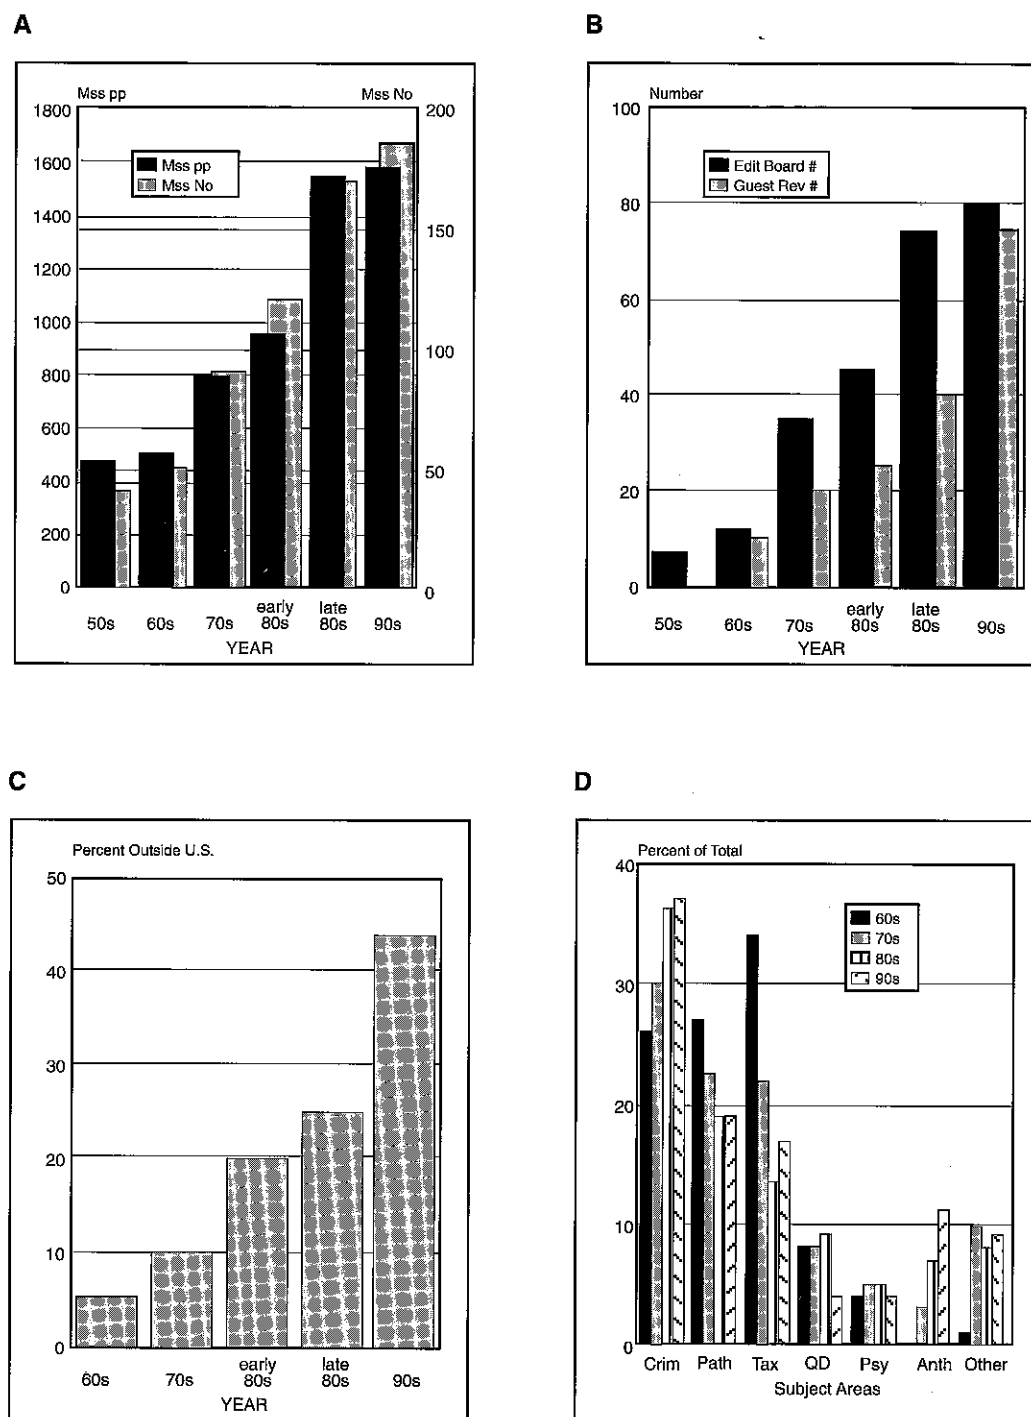 A
Mss pp Mss No
1800
1600
1400
1200
1000
800
600
400
200
0
200
150
100
50
0
Mss pp
Mss No
50s 60s 70s early 80s late 80s 90s
YEAR
B
Number
100
80
60
40
20
0
Edit Board #
Guest Rev #
50s 60s 70s early 80s late 80s 90s
YEAR
C
Percent Outside U.S.
50
40
30
20
10
0
60s 70s early 80s late 80s 90s
YEAR
D
Percent of Total
40
30
20
10
0
60s
70s
80s
90s
Crim Path Tax QD Psy Anth Other
Subject Areas